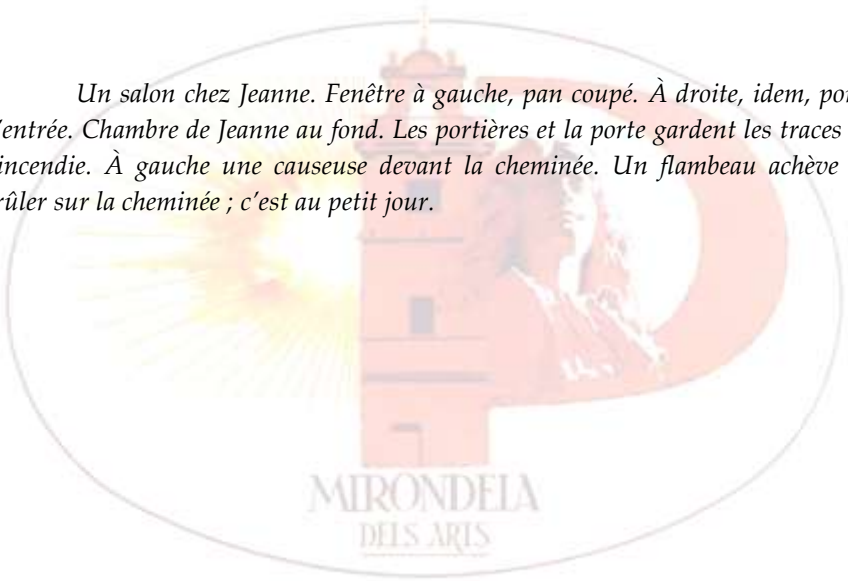 Un salon chez Jeanne. Fenêtre à gauche, pan coupé. À droite, idem,
'entrée. Chambre de Jeanne au fond. Les portières et la porte gardent les traces
incendie. À gauche une causeuse devant la cheminée. Un flambeau achève
rûler sur la cheminée ; c'est au petit jour.
MIRONDELA
DELS ARTS